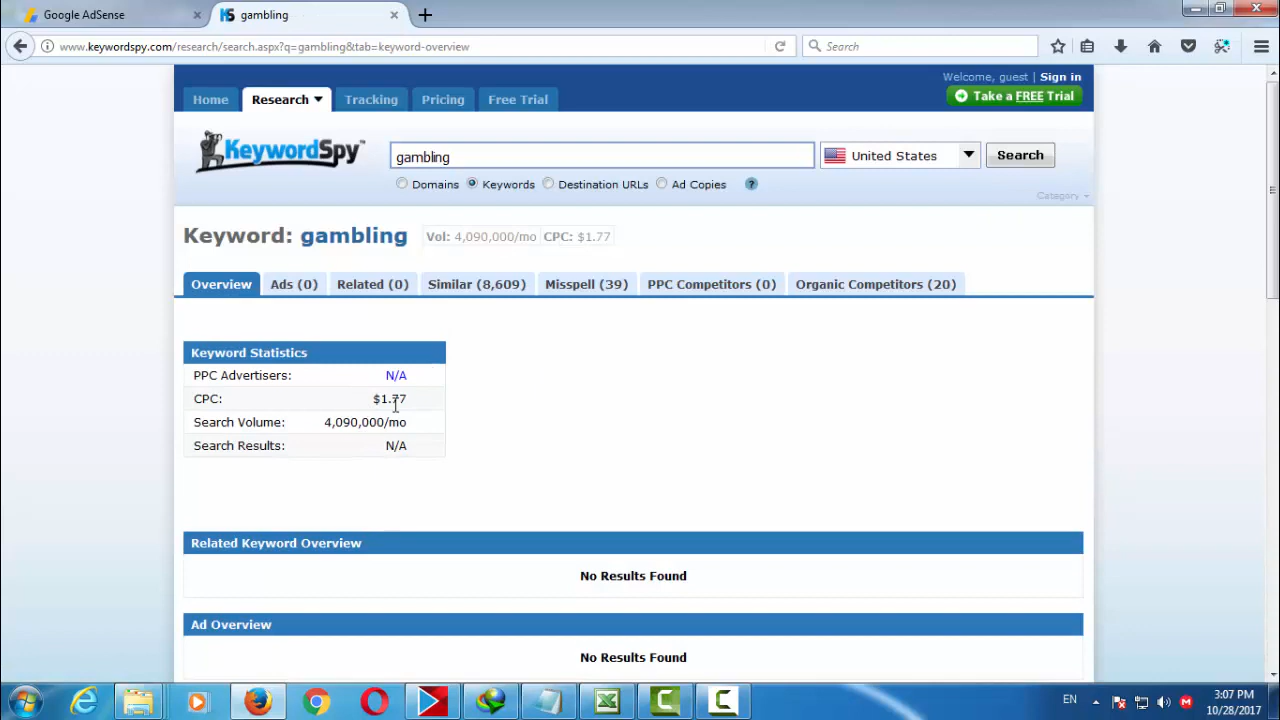 Google AdSense
gambling
www.keywordspy.com/research/search.aspx?q=gambling&tab=keyword-overview
Search
Welcome, guest | Sign in
Home
Research
Tracking
Pricing
Free Trial
Take a FREE Trial
KeywordSpy
gambling
United States
Search
Domains
Keywords
Destination URLs
Ad Copies
?
Category
Keyword: gambling
Vol: 4,090,000/mo
CPC: $1.77
Overview
Ads (0)
Related (0)
Similar (8,609)
Misspell (39)
PPC Competitors (0)
Organic Competitors (20)
Keyword Statistics
PPC Advertisers: N/A
CPC: $1.77
Search Volume: 4,090,000/mo
Search Results: N/A
Related Keyword Overview
No Results Found
Ad Overview
No Results Found
EN
3:07 PM
10/28/2017